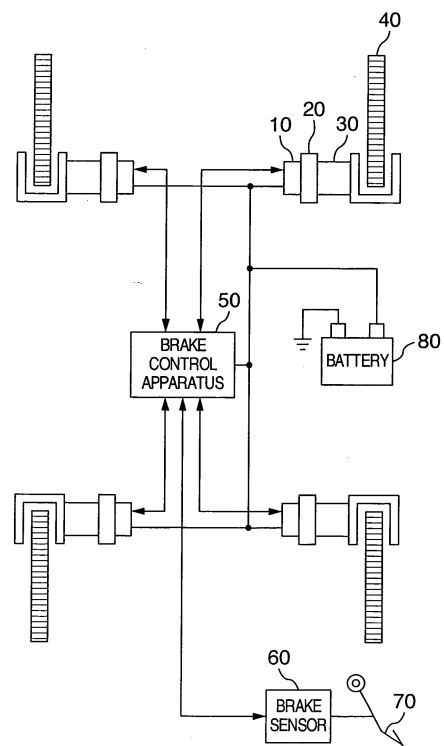 40
20
10
30
50
BRAKE
CONTROL
APPARATUS
BATTERY
80
60
BRAKE
SENSOR
70